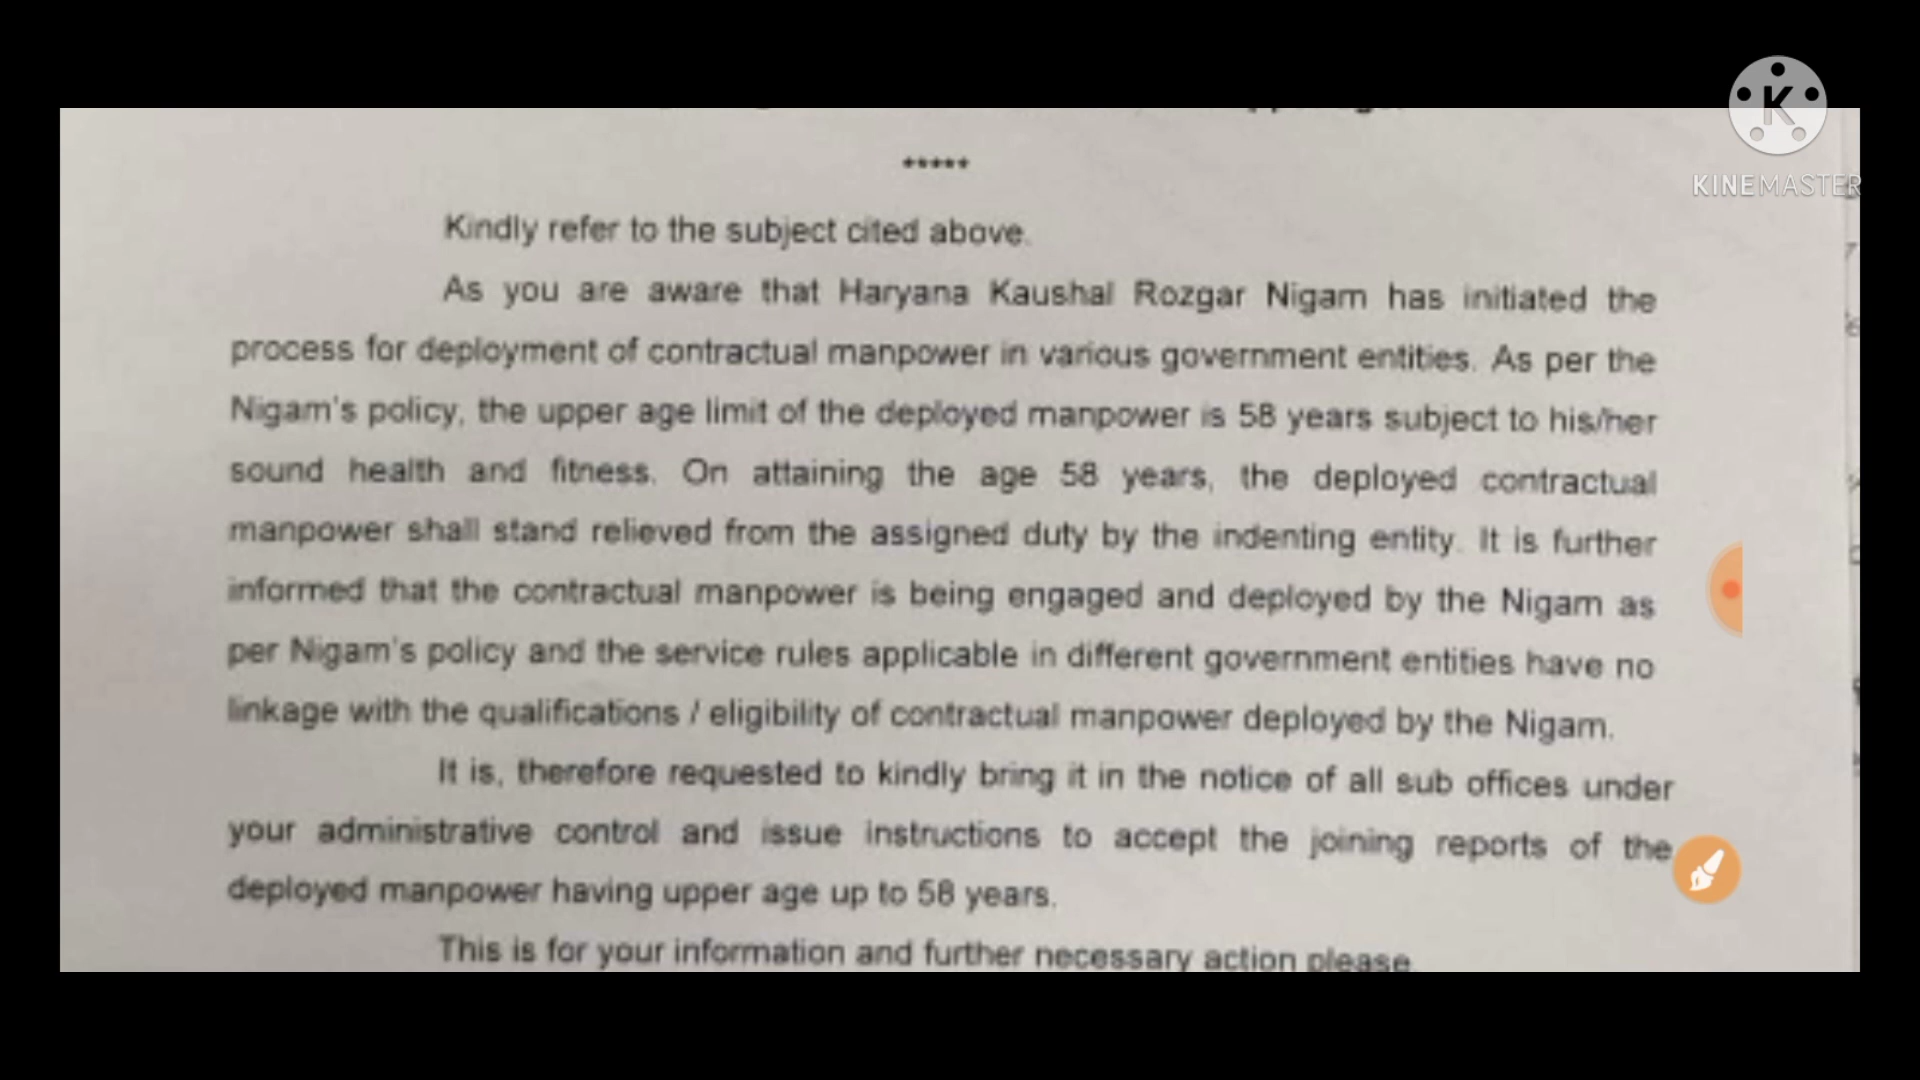 *****
KINEMASTER
Kindly refer to the subject cited above.
As you are aware that Haryana Kaushal Rozgar Nigam has initiated the
process for deployment of contractual manpower in various government entities. As per the
Nigam's policy, the upper age limit of the deployed manpower is 58 years subject to his/her
sound health and fitness. On attaining the age 58 years, the deployed contractual
manpower shall stand relieved from the assigned duty by the indenting entity. It is further
informed that the contractual manpower is being engaged and deployed by the Nigam as
per Nigam's policy and the service rules applicable in different government entities have no
linkage with the qualifications / eligibility of contractual manpower deployed by the Nigam.
It is, therefore requested to kindly bring it in the notice of all sub offices under
your administrative control and issue instructions to accept the joining reports of the
deployed manpower having upper age up to 58 years.
This is for your information and further necessary action please.